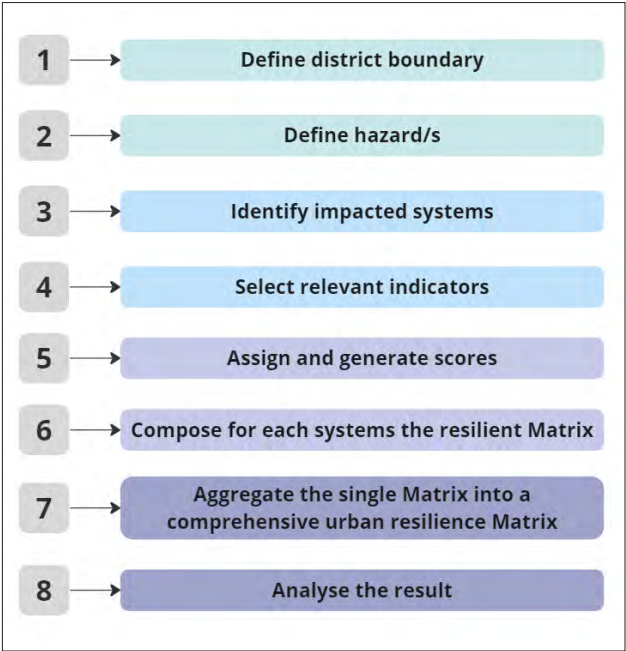 1 Define district boundary
2 Define hazard/s
3 Identify impacted systems
4 Select relevant indicators
5 Assign and generate scores
6 Compose for each systems the resilient Matrix
7 Aggregate the single Matrix into a
comprehensive urban resilience Matrix
8 Analyse the result